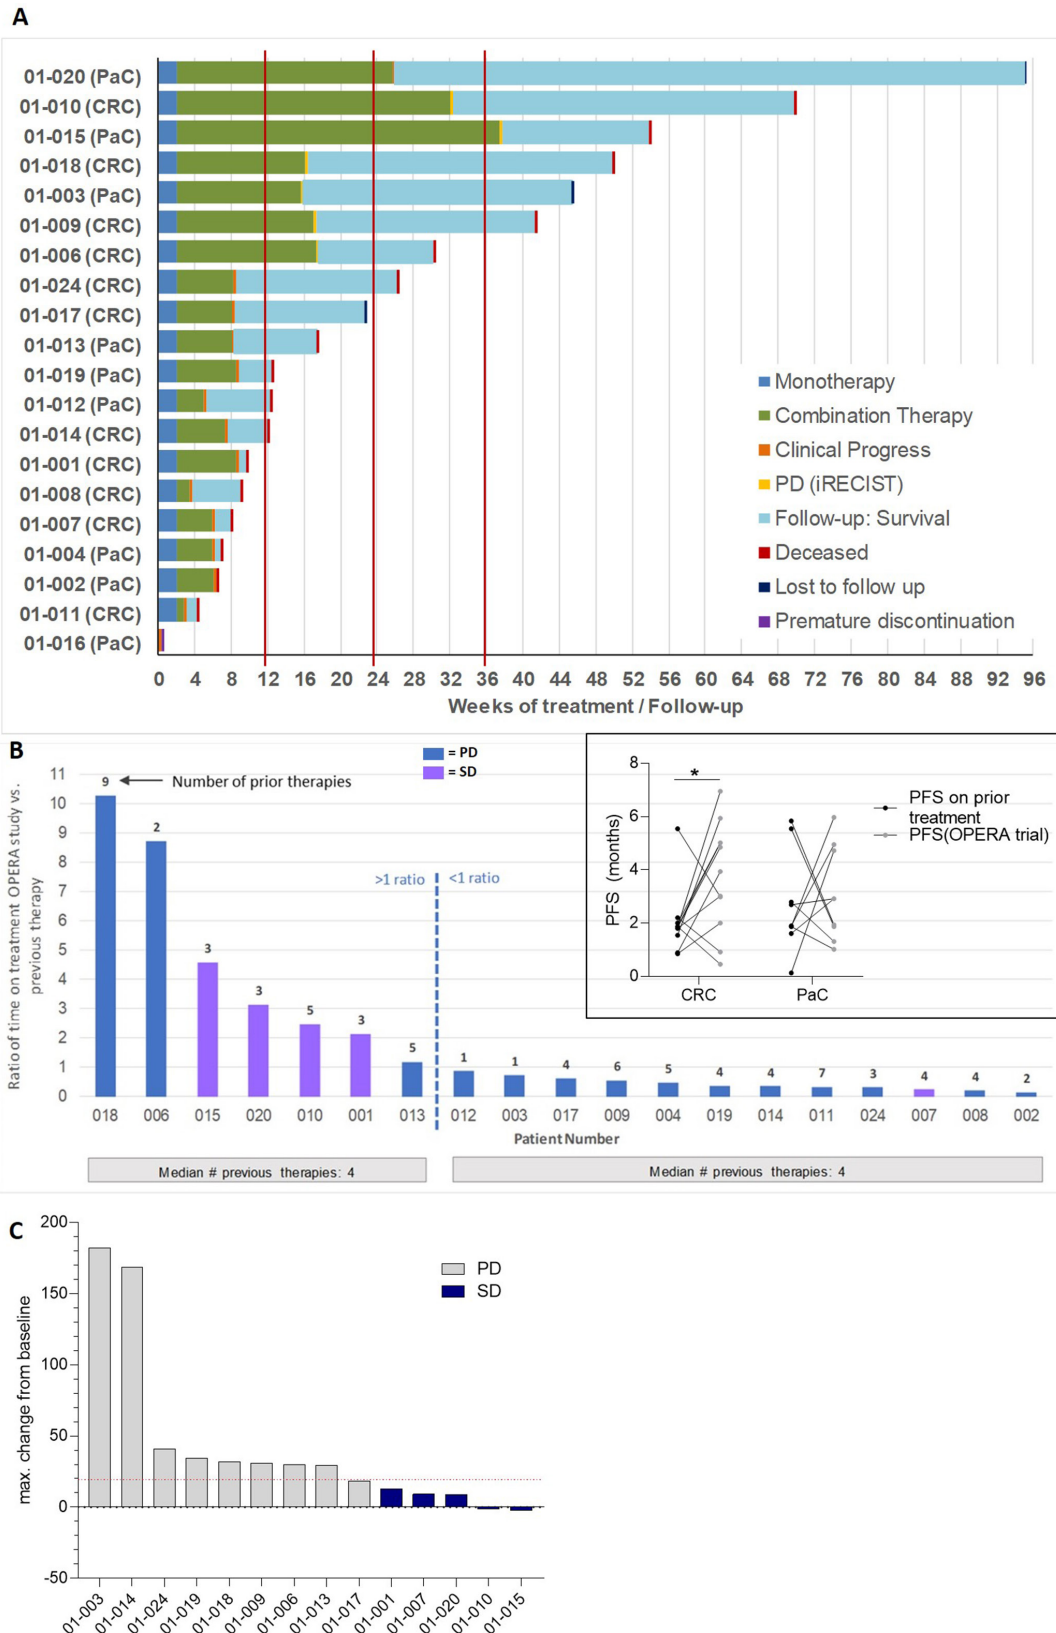 A
01-020 (PaC)
01-010 (CRC)
01-015 (PaC)
01-018 (CRC)
01-003 (PaC)
01-009 (CRC)
01-006 (CRC)
01-024 (CRC)
01-017 (CRC)
01-013 (PaC)
01-019 (PaC)
01-012 (PaC)
01-014 (CRC)
01-001 (CRC)
01-008 (CRC)
01-007 (CRC)
01-004 (PaC)
01-002 (PaC)
01-011 (CRC)
01-016 (PaC)
Monotherapy
Combination Therapy
Clinical Progress
PD (iRECIST)
Follow-up: Survival
Deceased
Lost to follow up
Premature discontinuation
0 4 8 12 16 20 24 28 32 36 40 44 48 52 56 60 64 68 72 76 80 84 88 92 96
Weeks of treatment / Follow-up
B
= PD
= SD
Ratio of time on treatment OPERA study vs.
previous therapy
11
10
9
8
7
6
5
4
3
2
1
0
9
Number of prior therapies
2
3
3
5
3
5
1
1
4
6
5
4
4
7
3
4
4
2
>1 ratio
<1 ratio
018 006 015 020 010 001 013 012 003 017 009 004 019 014 011 024 007 008 002
Patient Number
Median # previous therapies: 4
Median # previous therapies: 4
PFS (months)
8
6
4
2
0
*
CRC
PaC
PFS on prior
treatment
PFS(OPERA trial)
C
max. change from baseline
200
150
100
50
0
-50
PD
SD
01-003 01-014 01-024 01-019 01-018 01-009 01-006 01-013 01-017 01-001 01-007 01-020 01-010 01-015